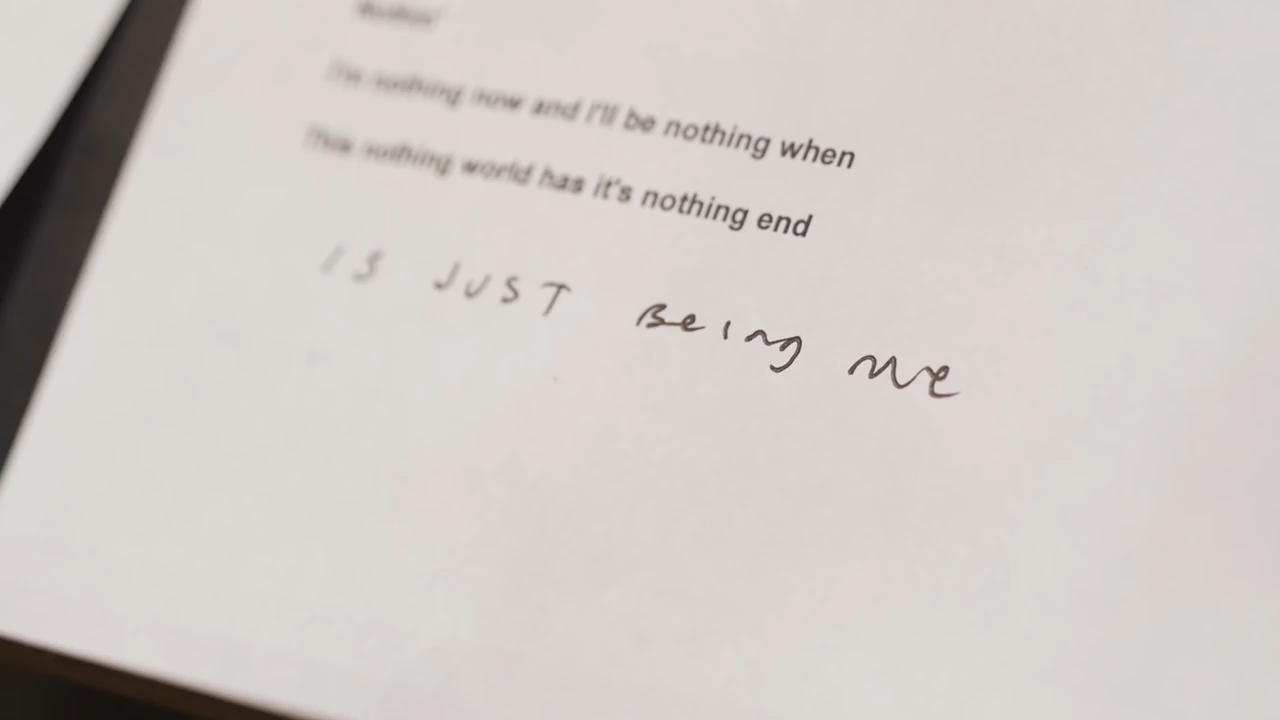 I'm nothing now and I'll be nothing when
This nothing world has it's nothing end
IS JUST Being Me